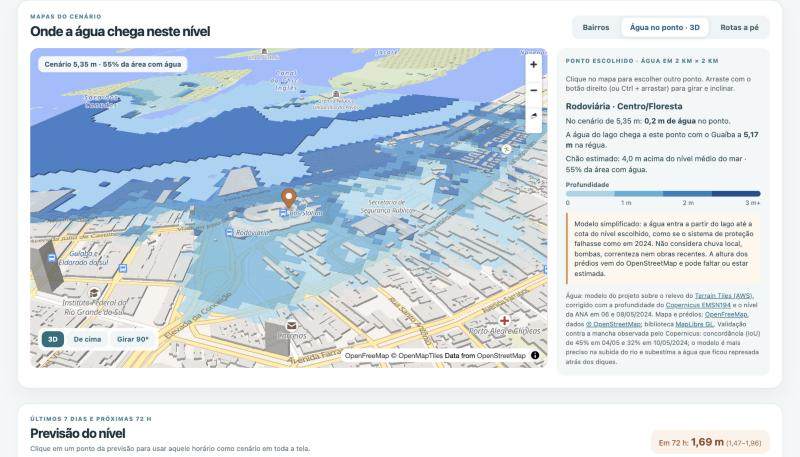 MAPAS DO CENÁRIO
Onde a água chega neste nível
Bairros
Água no ponto · 3D
Rotas a pé
Cenário 5,35 m · 55% da área com água
Canal
Inglês
Secretaria de
Segurança Pública
Rodoviária
Guaíba e
Eldorado do Sul
Instituto Federal do
Rio Grande do Sul
Correios
Porto Alegre Clínicas
3D
De cima
Girar 90°
OpenFreeMap © OpenMapTiles Data from OpenStreetMap
PONTO ESCOLHIDO · ÁGUA EM 2 KM × 2 KM
Clique no mapa para escolher outro ponto. Arraste com o
botão direito (ou Ctrl + arrastar) para girar e inclinar.
Rodoviária · Centro/Floresta
No cenário de 5,35 m: 0,2 m de água no ponto.
A água do lago chega a este ponto com o Guaíba a 5,17
m na régua.
Chão estimado: 4,0 m acima do nível médio do mar ·
55% da área com água.
Profundidade
0 1 m 2 m 3 m+
Modelo simplificado: a água entra a partir do lago até a
cota do nível escolhido, como se o sistema de proteção
falhasse como em 2024. Não considera chuva local,
bombas, correnteza nem obras recentes. A altura dos
prédios vem do OpenStreetMap e pode faltar ou estar
estimada.
Água: modelo do projeto sobre o relevo do Terrain Tiles (AWS),
corrigido com a profundidade do Copernicus EMSN194 e o nível
da ANA em 06 e 08/05/2024. Mapa e prédios: OpenFreeMap,
dados © OpenStreetMap; biblioteca MapLibre GL. Validação
contra a mancha observada pelo Copernicus: concordância (IoU)
de 45% em 04/05 e 32% em 10/05/2024; o modelo é mais
preciso na subida do rio e subestima a água que ficou represada
atrás dos diques.
ÚLTIMOS 7 DIAS E PRÓXIMAS 72 H
Previsão do nível
Clique em um ponto da previsão para usar aquele horário como cenário em toda a tela.
Em 72 h: 1,69 m (1,47–1,96)